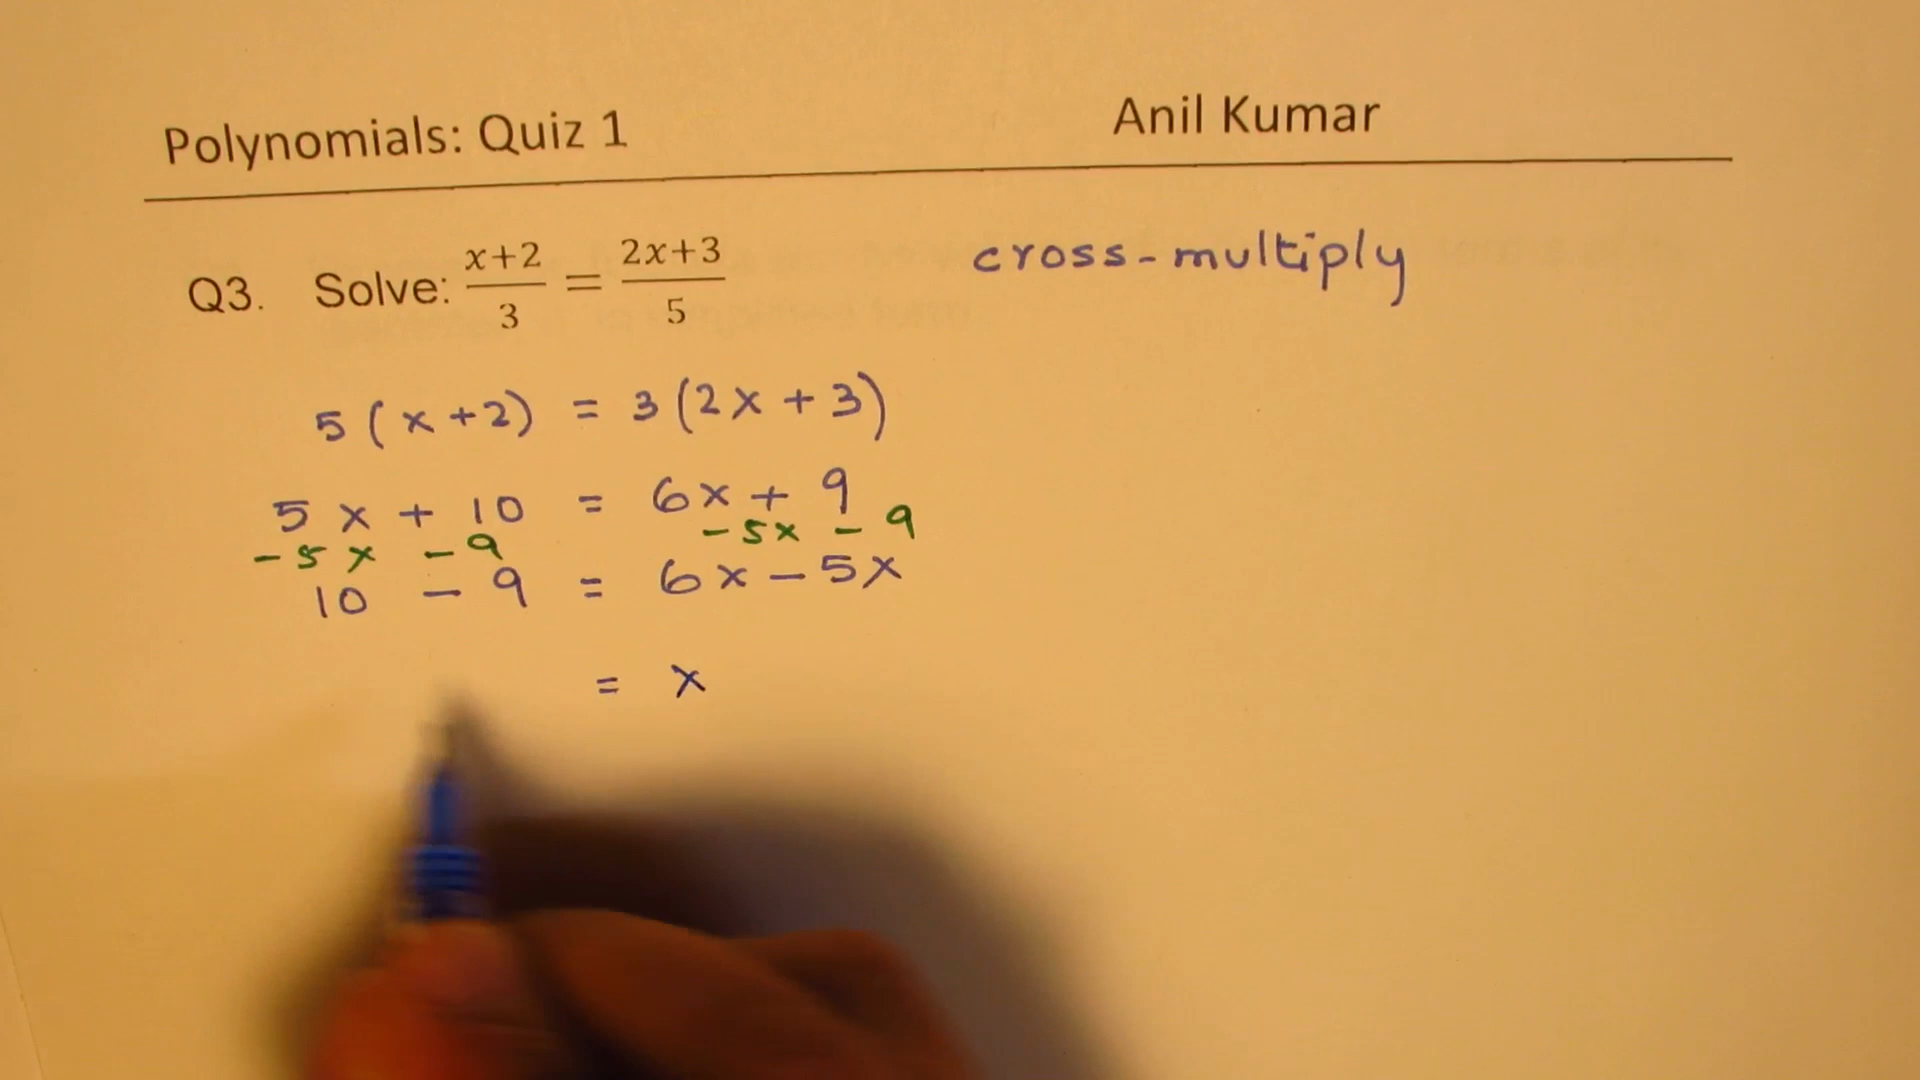 Polynomials: Quiz 1 Anil Kumar
Q3. Solve: x+2/3 = 2x+3/5 cross-multiply
5(x+2) = 3(2x+3)
5x + 10 = 6x + 9
-5x -9 -5x -9
10 - 9 = 6x - 5x
= x